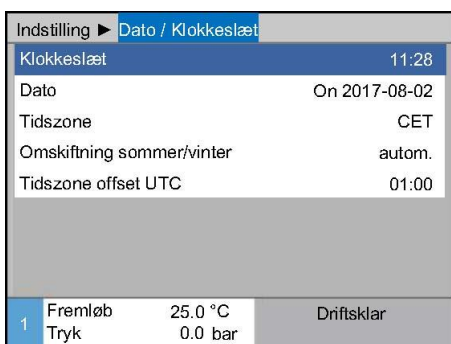 Indstilling ► Dato / Klokkeslæt
Klokkeslæt 11:28
Dato On 2017-08-02
Tidszone CET
Omskiftning sommer/vinter autom.
Tidszone offset UTC 01:00
1 Fremløb 25.0 °C Driftsklar
Tryk 0.0 bar